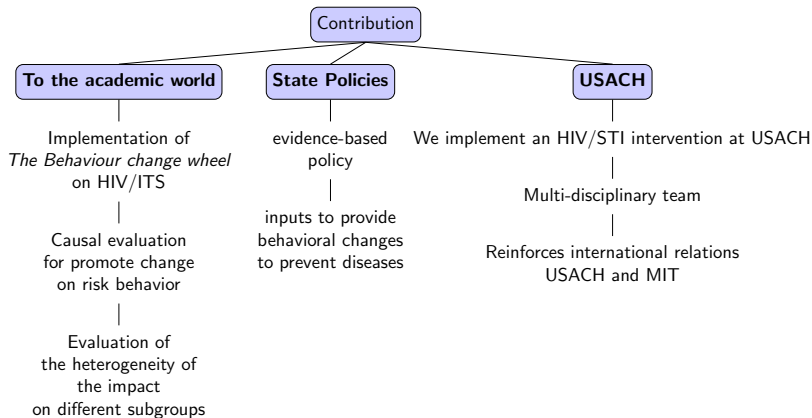 Contribution
To the academic world
Implementation of
The Behaviour change wheel
on HIV/ITS
Causal evaluation
for promote change
on risk behavior
Evaluation of
the heterogeneity of
the impact
on different subgroups
State Policies
evidence-based
policy
inputs to provide
behavioral changes
to prevent diseases
USACH
We implement an HIV/STI intervention at USACH
Multi-disciplinary team
Reinforces international relations
USACH and MIT